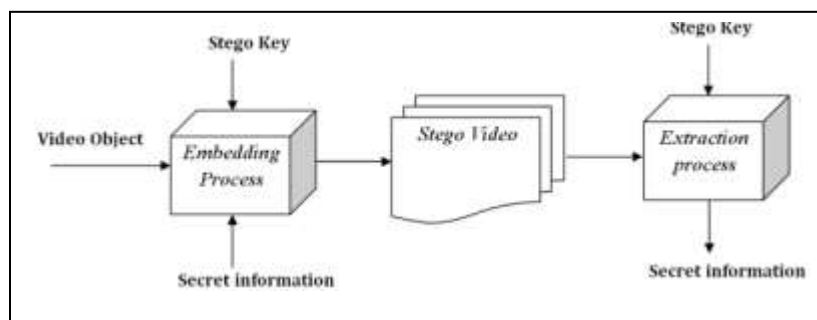 Stego Key
Stego Key
Video Object
Embedding
Process
Stego Video
Extraction
process
Secret information
Secret information